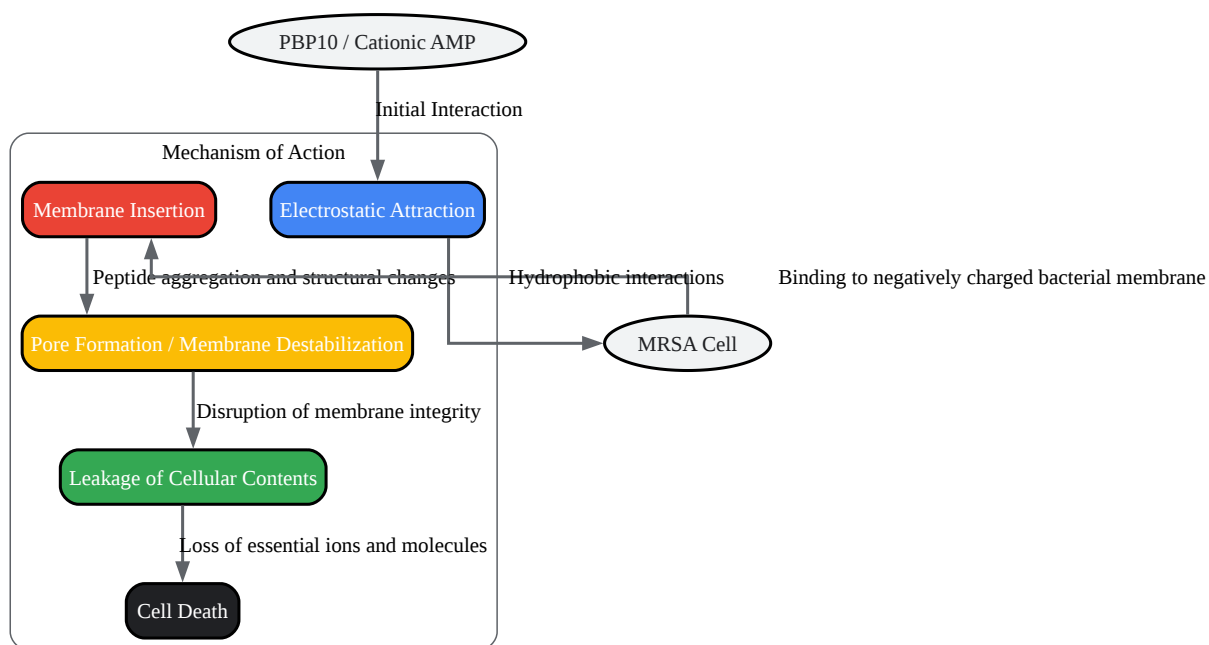 PBP10 / Cationic AMP
Initial Interaction
Mechanism of Action
Membrane Insertion
Electrostatic Attraction
Peptide aggregation and structural changes
Hydrophobic interactions
Binding to negatively charged bacterial membrane
Pore Formation / Membrane Destabilization
MRSA Cell
Disruption of membrane integrity
Leakage of Cellular Contents
Loss of essential ions and molecules
Cell Death